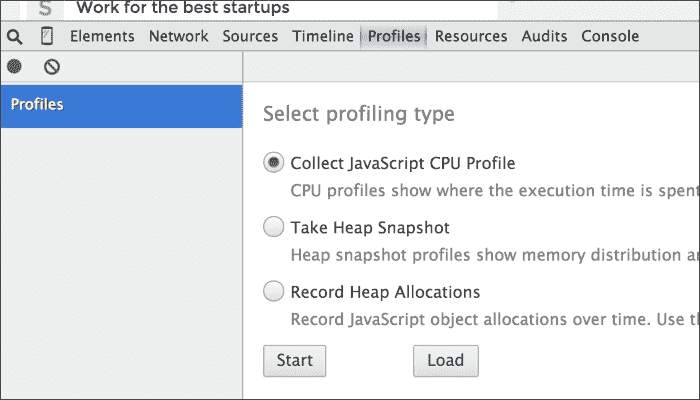 S Work for the best startups
Elements Network Sources Timeline Profiles Resources Audits Console
Profiles
Select profiling type
Collect JavaScript CPU Profile
CPU profiles show where the execution time is spent
Take Heap Snapshot
Heap snapshot profiles show memory distribution
Record Heap Allocations
Record JavaScript object allocations over time. Use
Start Load